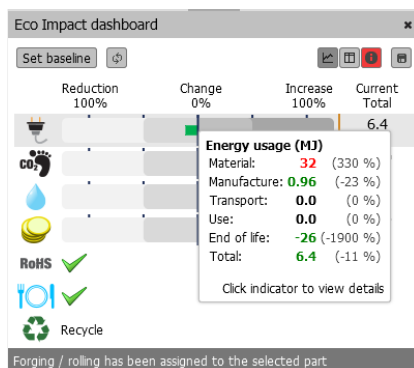 Eco Impact dashboard
Set baseline
Reduction Change Increase Current
100% 0% 100% Total
6.4
CO2
Energy usage (MJ)
Material: 32 (330 %)
Manufacture: 0.96 (-23 %)
Transport: 0.0 (0 %)
Use: 0.0 (0 %)
End of life: -26 (-1900 %)
Total: 6.4 (-11 %)
Click indicator to view details
RoHS
Recycle
Forging / rolling has been assigned to the selected part